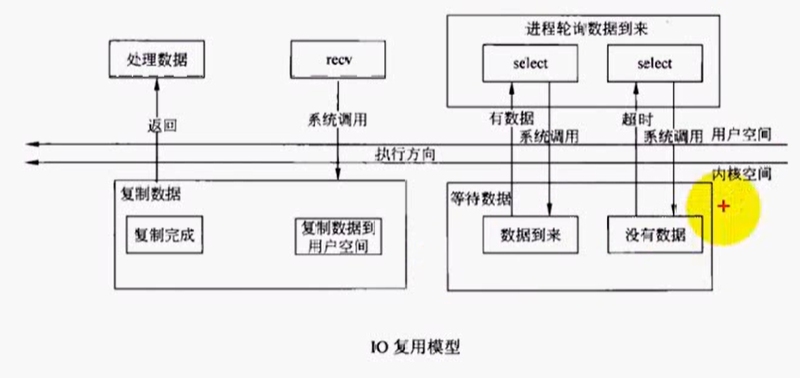 进程轮询数据到来
处理数据
recv
select
select
返回
系统调用
有数据
系统调用
超时
系统调用
用户空间
执行方向
内核空间
复制数据
等待数据
复制完成
复制数据到
用户空间
数据到来
没有数据
IO 复用模型